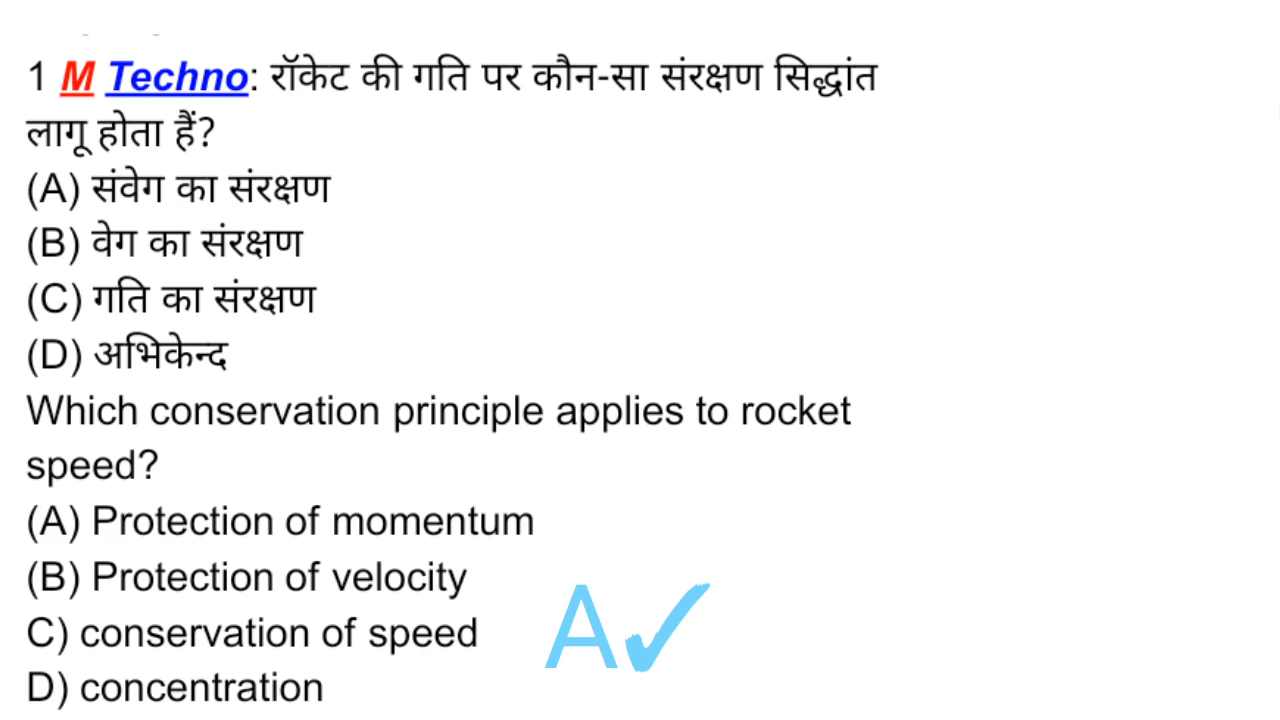 1 M Techno: रॉकेट की गति पर कौन-सा संरक्षण सिद्धांत
लागू होता हैं?
(A) संवेग का संरक्षण
(B) वेग का संरक्षण
(C) गति का संरक्षण
(D) अभिकेन्द
Which conservation principle applies to rocket
speed?
(A) Protection of momentum
(B) Protection of velocity
C) conservation of speed
D) concentration
A✓